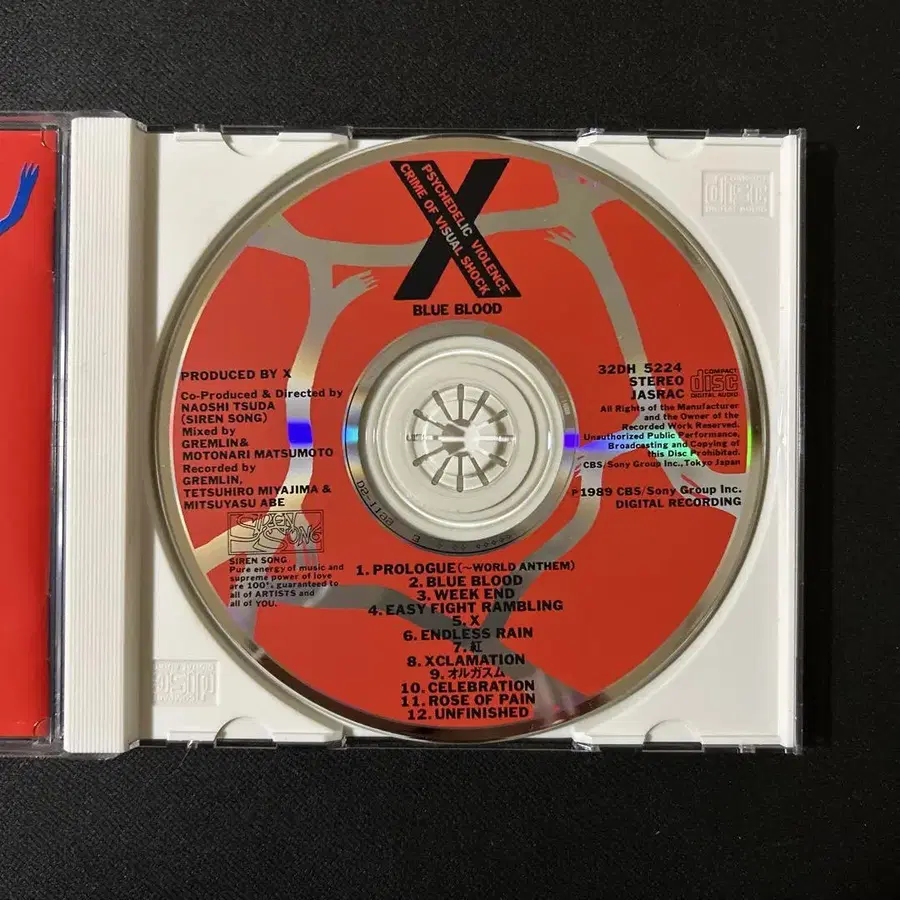 PSYCHEDELIC VIOLENCE
CRIME OF VISUAL SHOCK
X
BLUE BLOOD
PRODUCED BY X
Co-Produced & Directed by
NAOSHI TSUDA
(SIREN SONG)
Mixed by
GREMLIN&
MOTONARI MATSUMOTO
Recorded by
GREMLIN,
TETSUHIRO MIYAJIMA &
MITSUYASU ABE
SIREN SONG
SIREN SONG
Pure energy of music and
supreme power of love
are 100% guaranteed to
all of ARTISTS and
all of YOU.
32DH 5224
STEREO
JASRAC
COMPACT
disc
DIGITAL AUDIO
All Rights of the Manufacturer
and the Owner of the
Recorded Work Reserved.
Unauthorized Public Performance,
Broadcasting and Copying of
this Disc Prohibited.
CBS/Sony Group Inc., Tokyo Japan
℗1989 CBS/Sony Group Inc.
DIGITAL RECORDING
1. PROLOGUE(〜WORLD ANTHEM)
2. BLUE BLOOD
3. WEEK END
4. EASY FIGHT RAMBLING
5. X
6. ENDLESS RAIN
7. 紅
8. XCLAMATION
9. オルガスム
10. CELEBRATION
11. ROSE OF PAIN
12. UNFINISHED
COMPACT
disc
DIGITAL AUDIO
COMPACT
disc
DIGITAL AUDIO